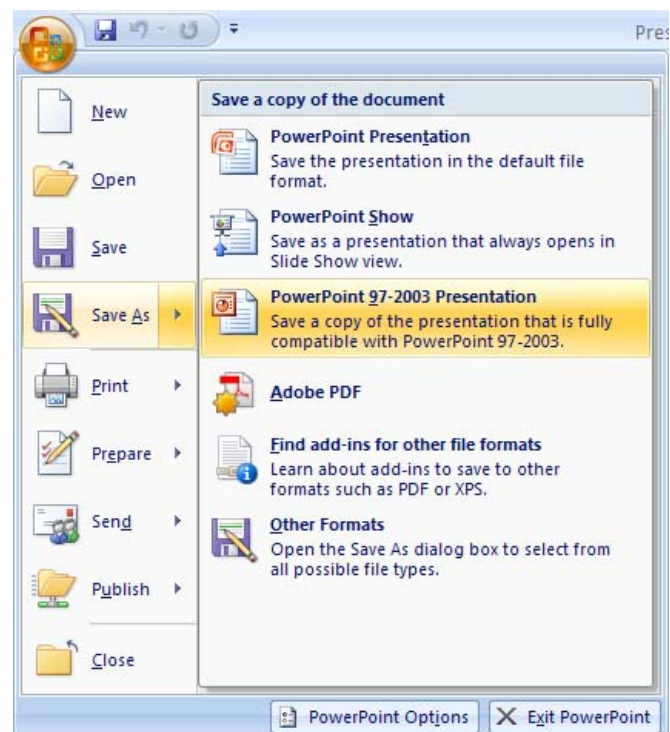 Pres
New
Open
Save
Save As
Print
Prepare
Send
Publish
Close
Save a copy of the document
PowerPoint Presentation
Save the presentation in the default file
format.
PowerPoint Show
Save as a presentation that always opens in
Slide Show view.
PowerPoint 97-2003 Presentation
Save a copy of the presentation that is fully
compatible with PowerPoint 97-2003.
Adobe PDF
Find add-ins for other file formats
Learn about add-ins to save to other
formats such as PDF or XPS.
Other Formats
Open the Save As dialog box to select from
all possible file types.
PowerPoint Options
Exit PowerPoint